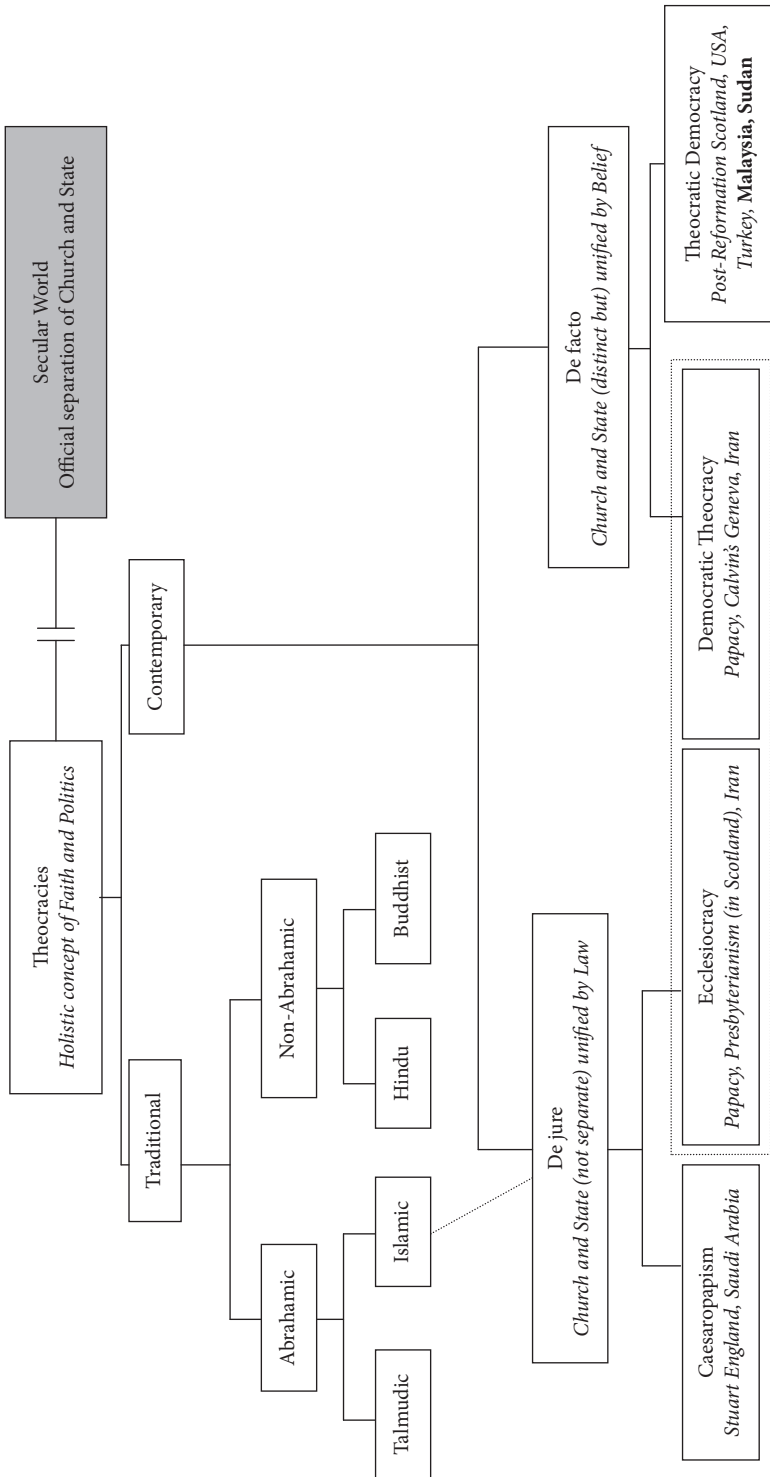 Theocracies
Holistic concept of Faith and Politics
Secular World
Official separation of Church and State
Traditional
Contemporary
Abrahamic
Non-Abrahamic
Talmudic
Islamic
Hindu
Buddhist
De jure
Church and State (not separate) unified by Law
De facto
Church and State (distinct but) unified by Belief
Caesaropapism
Stuart England, Saudi Arabia
Ecclesiocracy
Papacy, Presbyterianism (in Scotland), Iran
Democratic Theocracy
Papacy, Calvin's Geneva, Iran
Theocratic Democracy
Post-Reformation Scotland, USA,
Turkey, Malaysia, Sudan